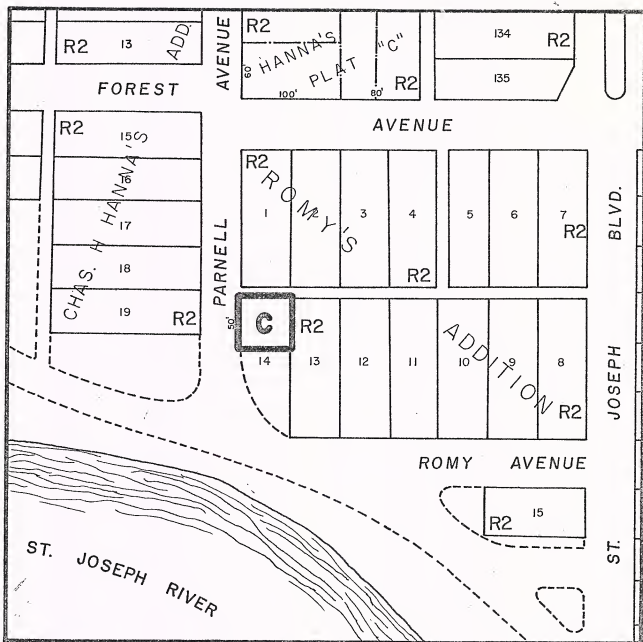 R2
13
ADD.
AVENUE
R2
60'
HANNA'S
PLAT "C"
100'
80'
R2
134
R2
135
FOREST
AVENUE
R2
15
16
17
18
19
R2
CHAS. H HANNA'S
PARNELL
R2
ROMY'S
1
2
3
4
R2
5
6
7
R2
BLVD.
50'
C
R2
14
13
12
11
10
9
8
ADDITION
R2
JOSEPH
ROMY AVENUE
R2
15
ST.
ST. JOSEPH RIVER